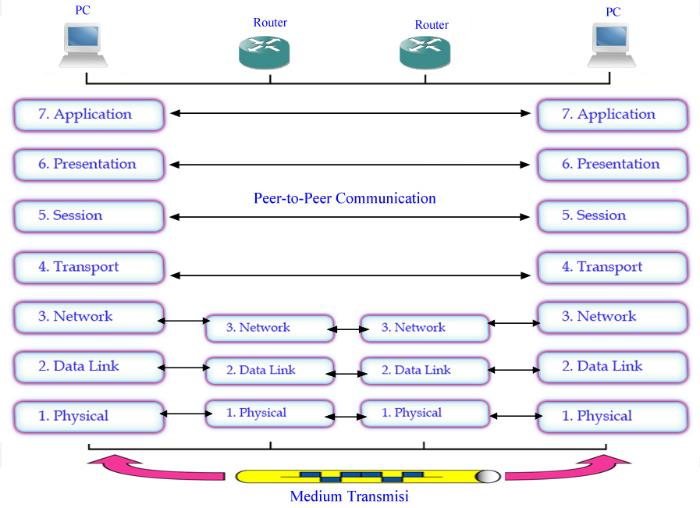 PC
Router
Router
PC
7. Application
7. Application
6. Presentation
6. Presentation
Peer-to-Peer Communication
5. Session
5. Session
4. Transport
4. Transport
3. Network
3. Network
3. Network
3. Network
2. Data Link
2. Data Link
2. Data Link
2. Data Link
1. Physical
1. Physical
1. Physical
1. Physical
Medium Transmisi